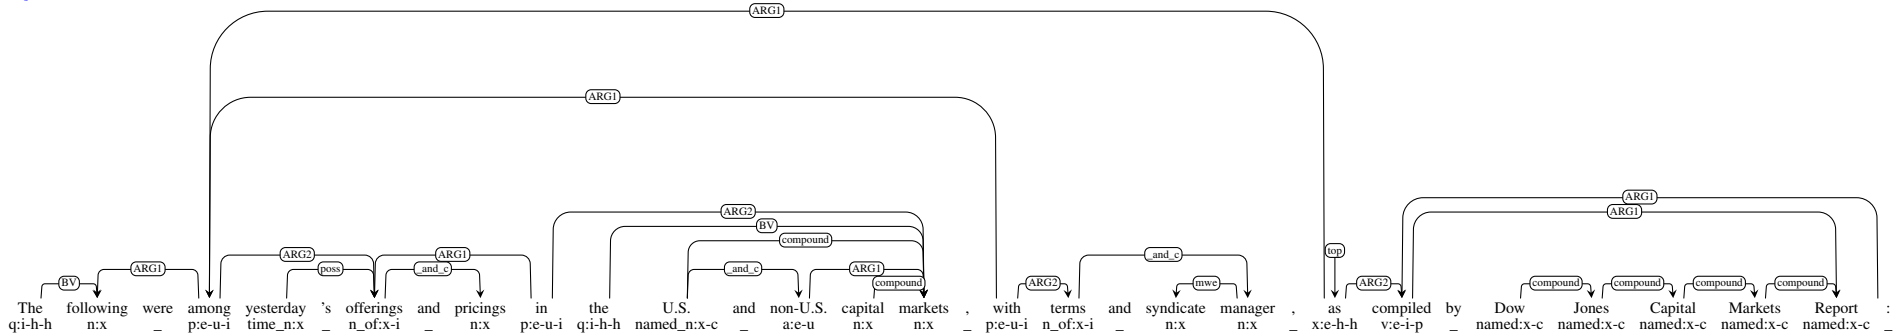 ARG1
ARG1
ARG1
ARG2 ARG1
BV
compound top
ARG2 ARG1 _and_c
BV ARG1 poss _and_c _and_c ARG1
compound ARG2 mwe ARG2 compound compound compound compound
The following were among yesterday 's offerings and pricings in the U.S. and non-U.S. capital markets , with terms and syndicate manager , as compiled by Dow Jones Capital Markets Report :
q:i-h-h n:x _ p:e-u-i time_n:x _ n_of:x-i _ n:x p:e-u-i q:i-h-h named_n:x-c _ a:e-u n:x n:x _ p:e-u-i n_of:x-i _ n:x n:x _ x:e-h-h v:e-i-p _ named:x-c named:x-c named:x-c named:x-c named:x-c _